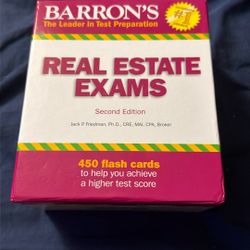 BARRON'S
The Leader in Test Preparation
#1
REAL ESTATE
EXAMS
Second Edition
Jack P. Friedman, Ph.D., CRE, MAI, CPA, Broker
450 flash cards
to help you achieve
a higher test score